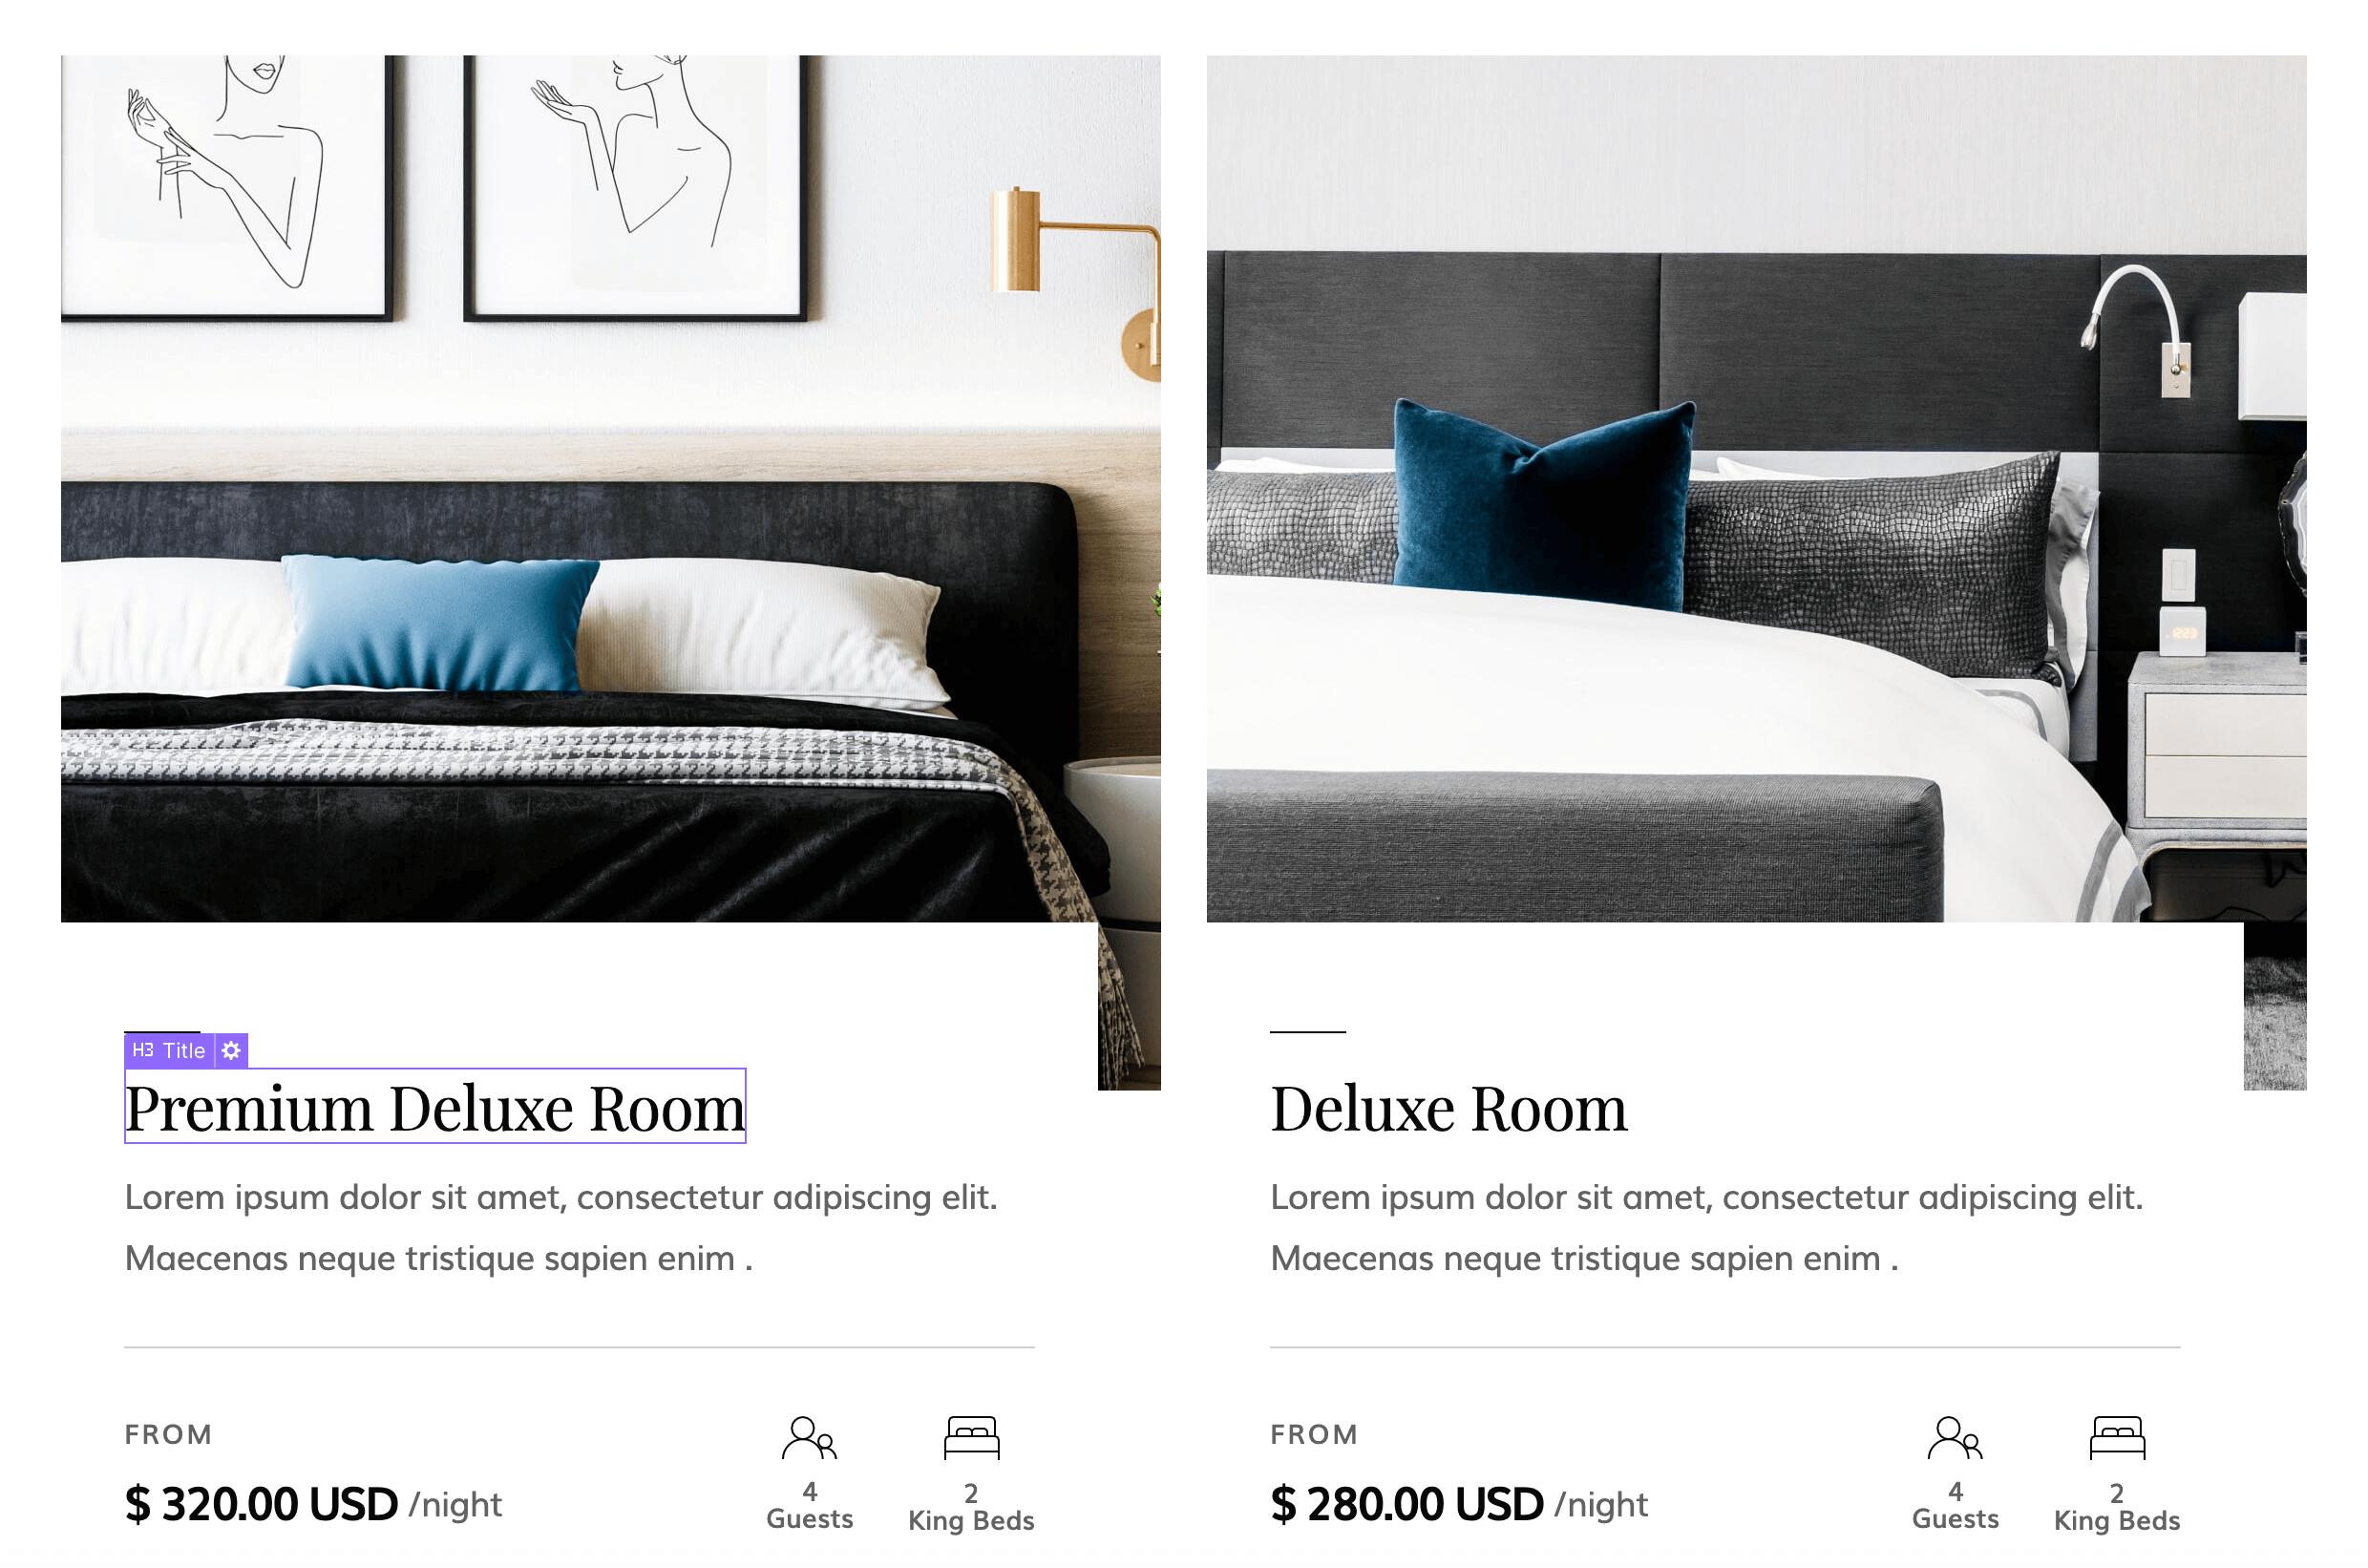 H3 Title
Premium Deluxe Room
Lorem ipsum dolor sit amet, consectetur adipiscing elit.
Maecenas neque tristique sapien enim .
FROM
$ 320.00 USD /night
4
Guests
2
King Beds
Deluxe Room
Lorem ipsum dolor sit amet, consectetur adipiscing elit.
Maecenas neque tristique sapien enim .
FROM
$ 280.00 USD /night
4
Guests
2
King Beds